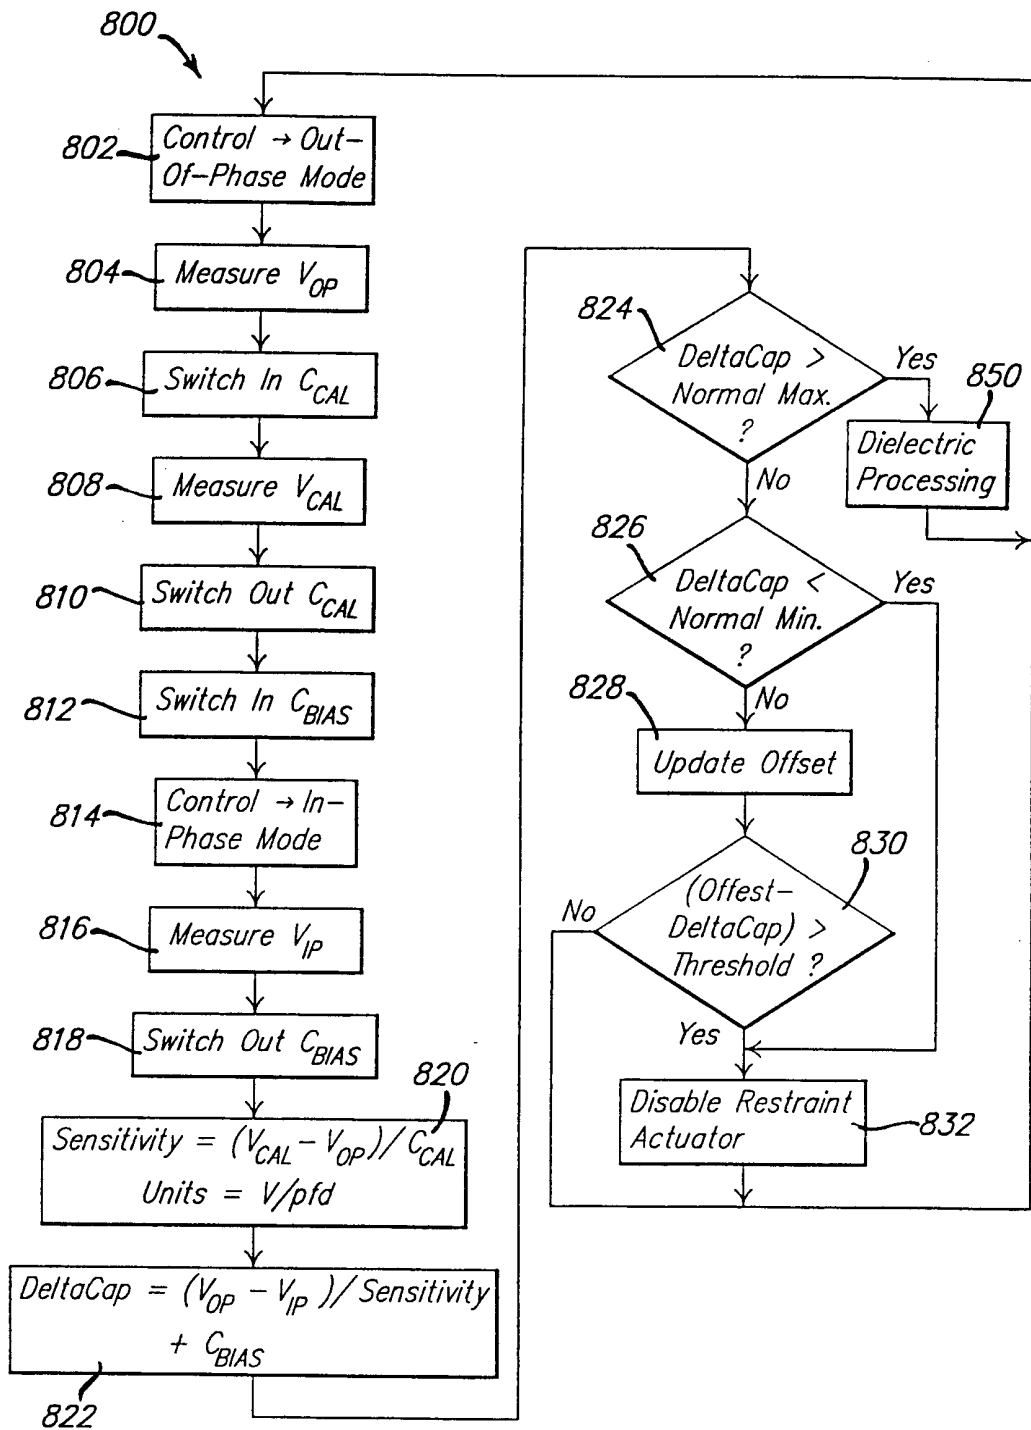 800
802
Control → Out-
Of-Phase Mode
804
Measure V_OP
806
Switch In C_CAL
808
Measure V_CAL
810
Switch Out C_CAL
812
Switch In C_BIAS
814
Control → In-
Phase Mode
816
Measure V_IP
818
Switch Out C_BIAS
820
Sensitivity = (V_CAL - V_OP)/C_CAL
Units = V/pfd
DeltaCap = (V_OP - V_IP)/Sensitivity
+ C_BIAS
822
824
DeltaCap >
Normal Max.
?
Yes
850
Dielectric
Processing
No
826
DeltaCap <
Normal Min.
?
Yes
No
828
Update Offset
830
(Offest-
DeltaCap) >
Threshold ?
No
Yes
Disable Restraint
Actuator
832